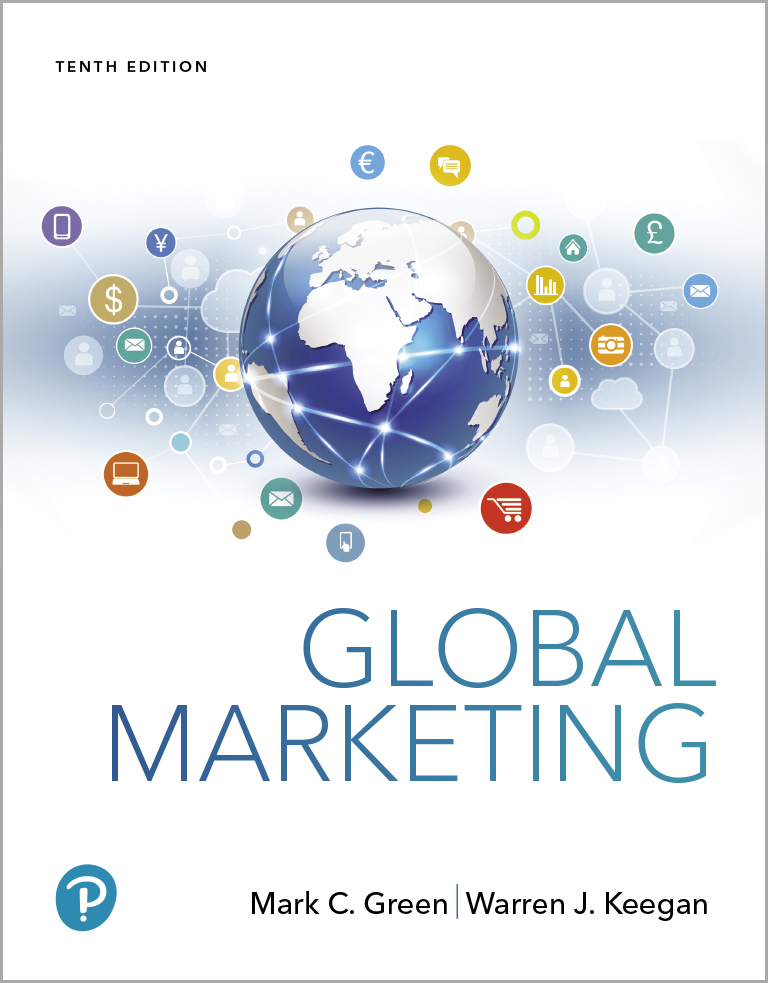 TENTH EDITION
€
£
¥
$
GLOBAL
MARKETING
P
Mark C. Green | Warren J. Keegan